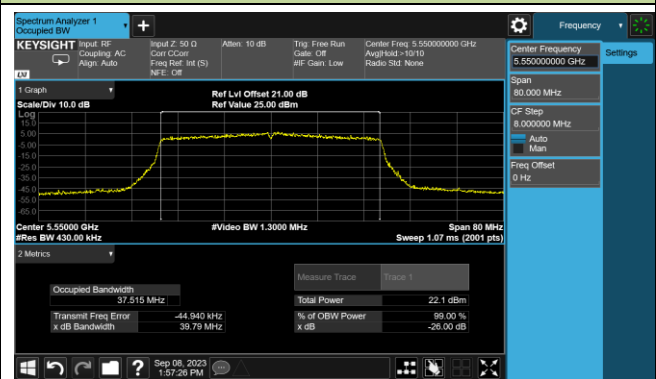 Spectrum Analyzer 1
Occupied BW
Frequency
KEYSIGHT
Input: RF
Coupling: AC
Align: Auto
Input Z: 50 Ω
Corr CCorr
Freq Ref: Int (S)
NFE: Off
Atten: 10 dB
Trig: Free Run
Gate: Off
#IF Gain: Low
Center Freq: 5.550000000 GHz
Avg|Hold:>10/10
Radio Std: None
LXI
Center Frequency
5.550000000 GHz
Settings
Span
80.000 MHz
CF Step
8.000000 MHz
Auto
Man
Freq Offset
0 Hz
1 Graph
Scale/Div 10.0 dB
Ref Lvl Offset 21.00 dB
Ref Value 25.00 dBm
Log
15.0
5.00
-5.00
-15.0
-25.0
-35.0
-45.0
-55.0
-65.0
Center 5.55000 GHz
#Res BW 430.00 kHz
#Video BW 1.3000 MHz
Span 80 MHz
Sweep 1.07 ms (2001 pts)
2 Metrics
Measure Trace
Trace 1
Occupied Bandwidth
37.515 MHz
Total Power
22.1 dBm
Transmit Freq Error
-44.940 kHz
% of OBW Power
99.00 %
x dB Bandwidth
39.79 MHz
x dB
-26.00 dB
?
Sep 08, 2023
1:57:26 PM